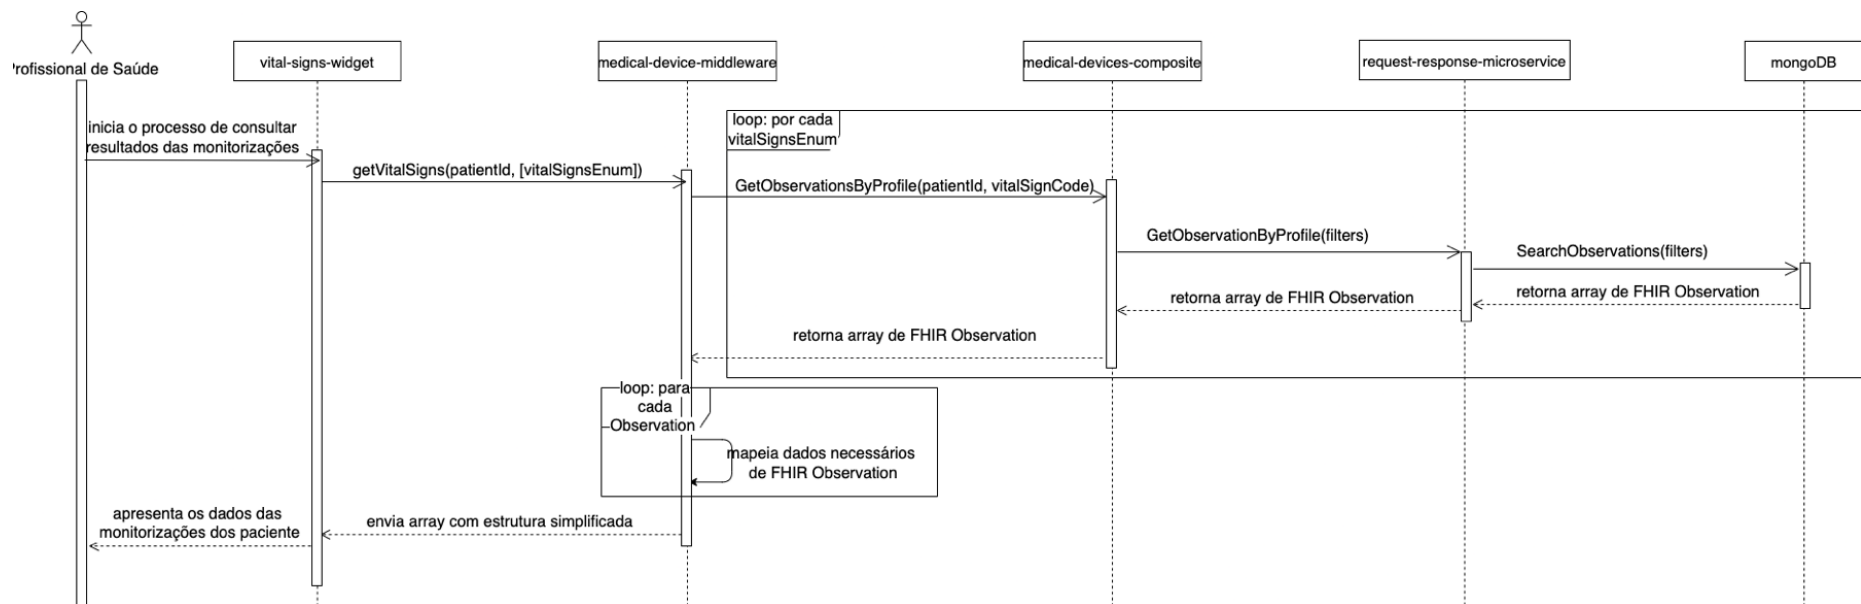 rofissional de Saúde
vital-signs-widget
medical-device-middleware
medical-devices-composite
request-response-microservice
mongoDB
loop: por cada
vitalSignsEnum
inicia o processo de consultar
resultados das monitorizações
getVitalSigns(patientId, [vitalSignsEnum])
GetObservationsByProfile(patientId, vitalSignCode)
GetObservationByProfile(filters)
SearchObservations(filters)
retorna array de FHIR Observation
retorna array de FHIR Observation
retorna array de FHIR Observation
loop: para
cada
Observation
mapeia dados necessários
de FHIR Observation
envia array com estrutura simplificada
apresenta os dados das
monitorizações dos paciente